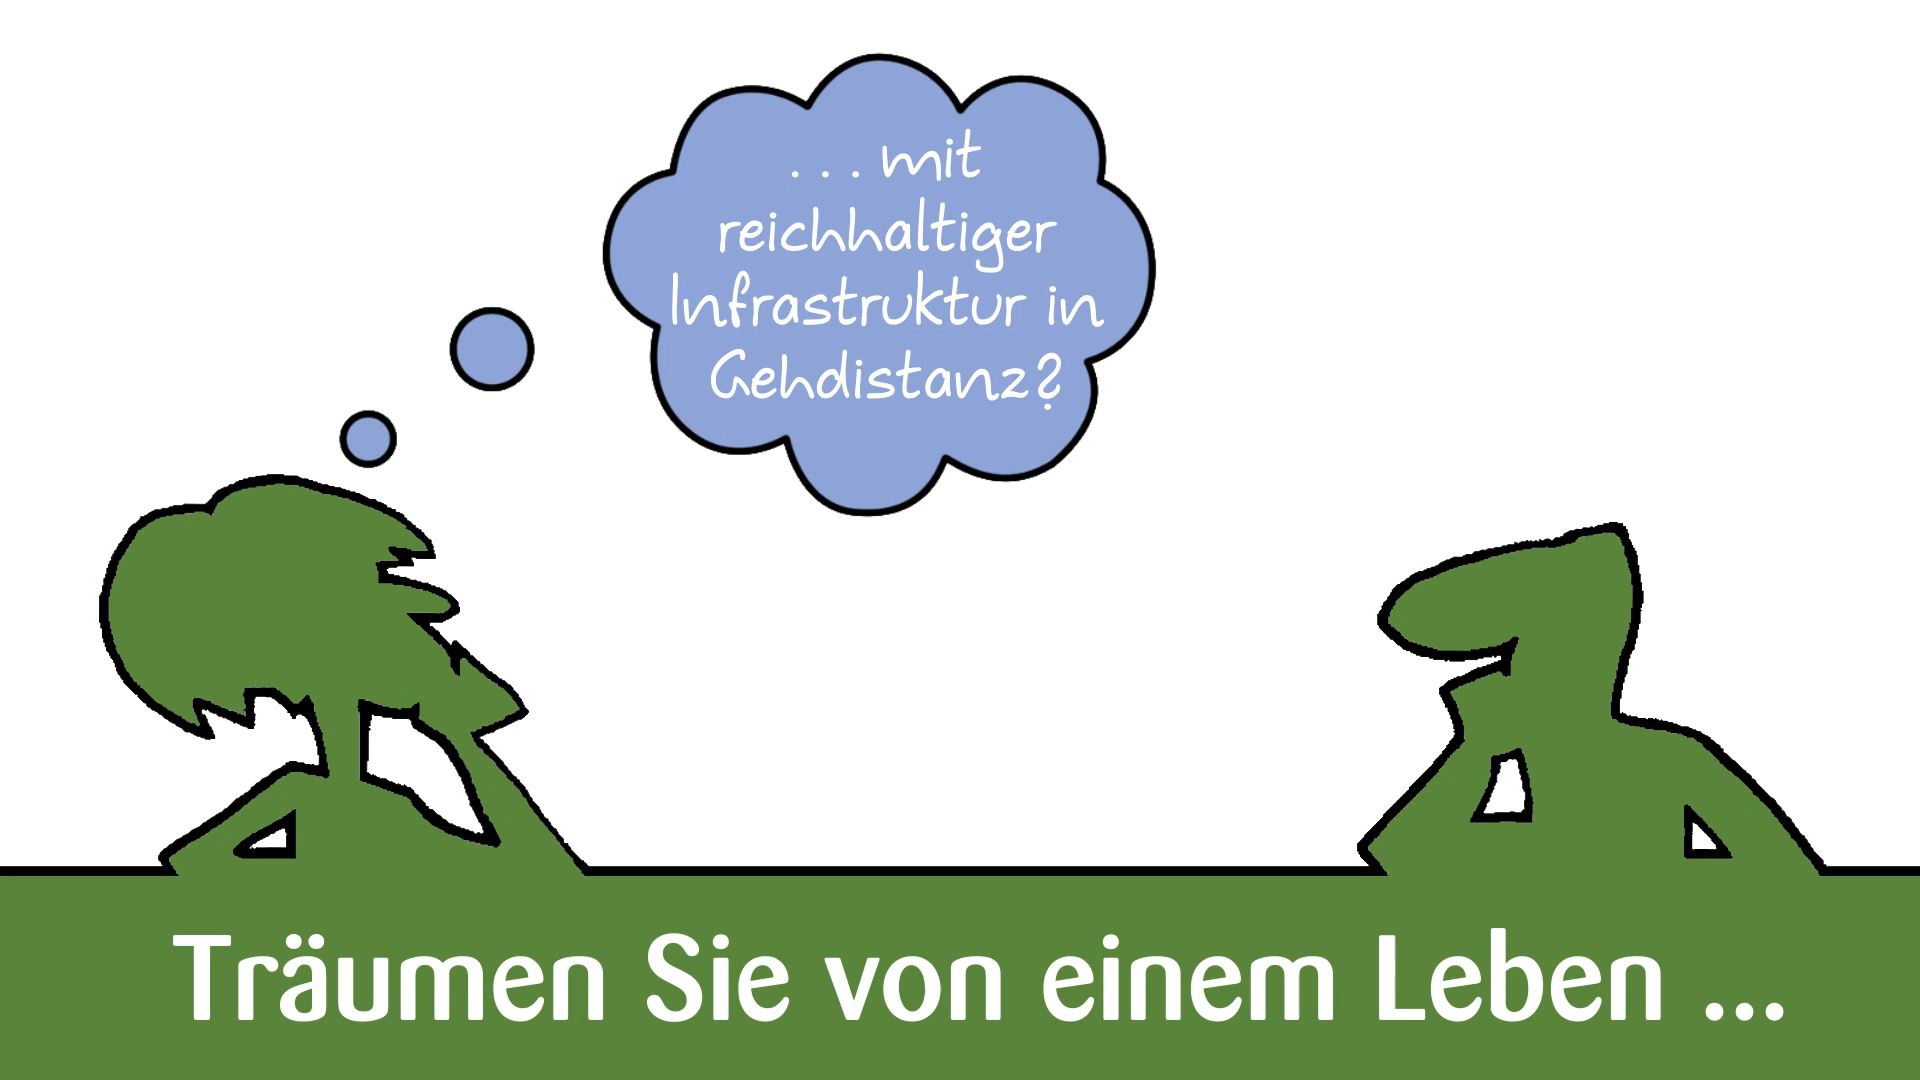 . . . mit
reichhaltiger
Infrastruktur in
Gehdistanz?
Träumen Sie von einem Leben ...